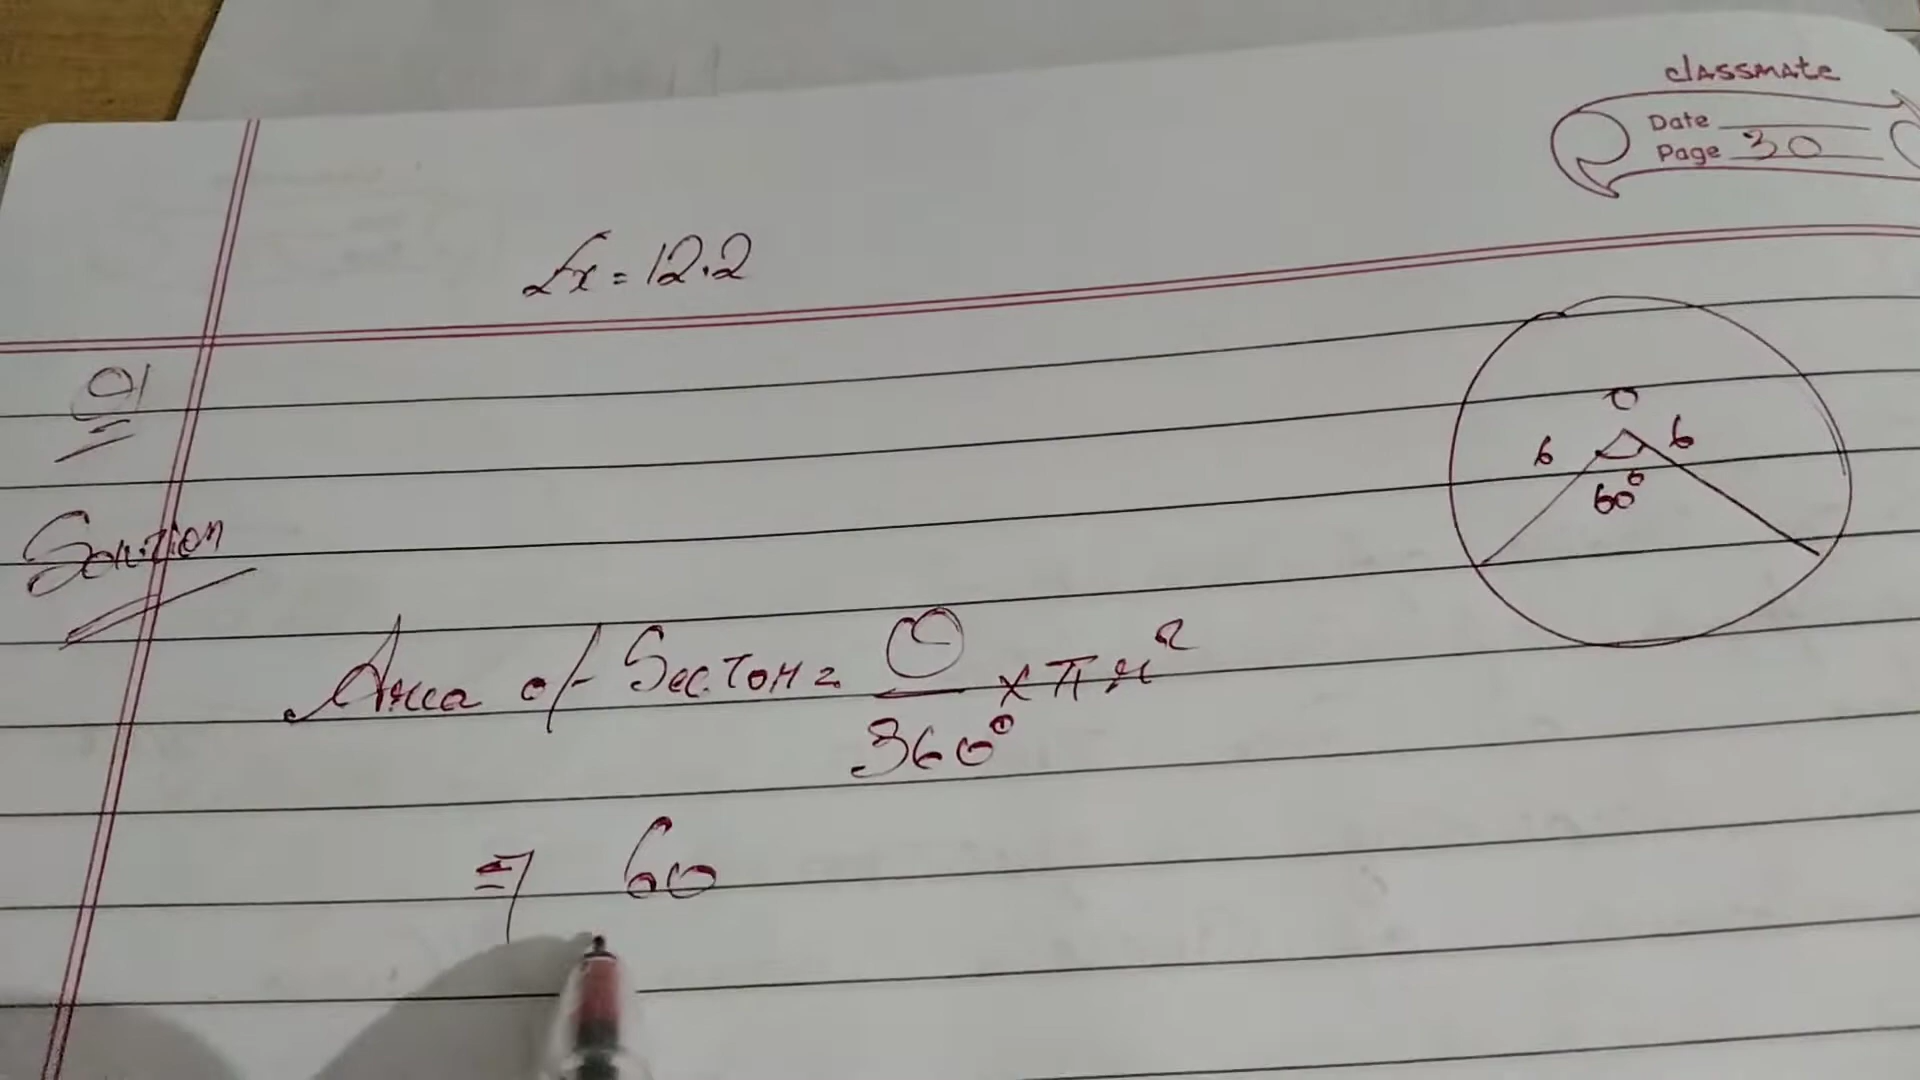 classmate
Date
Page 30
Ex = 12.2
Q1
O
6 6
60°
Solution
Area of Sector = θ/360° × πr²
⇒ 60